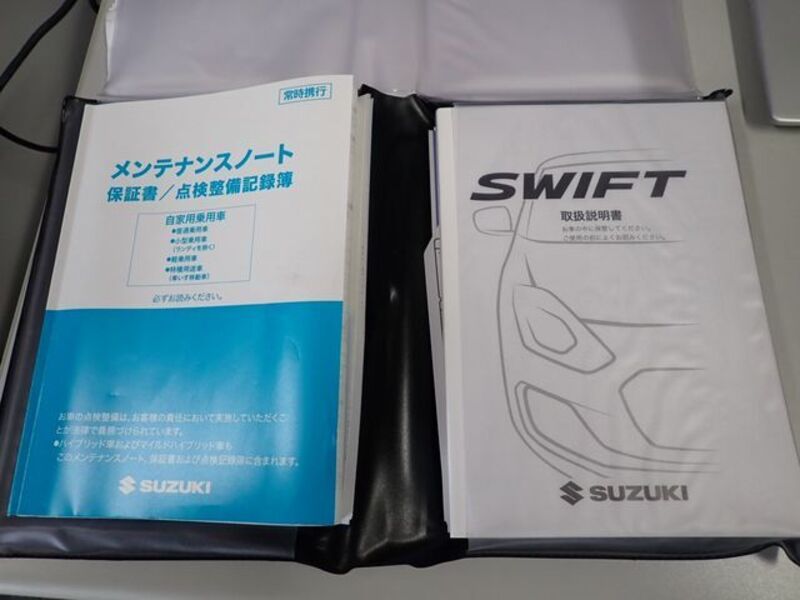 常時携行
メンテナンスノート
保証書／点検整備記録簿
自家用乗用車
●普通乗用車
●小型乗用車
(ランディを除く)
●軽乗用車
●特種用途車
(車いす移動車)
必ずお読みください。
お車の点検整備は、お客様の責任において実施していただくこ
とが法律で義務づけられています。
●ハイブリッド車およびマイルドハイブリッド車も
このメンテナンスノート、保証書および点検記録簿に含まれます。
SUZUKI
SWIFT
取扱説明書
お車の中に保管してください。
ご使用の前によくお読みください。
SUZUKI